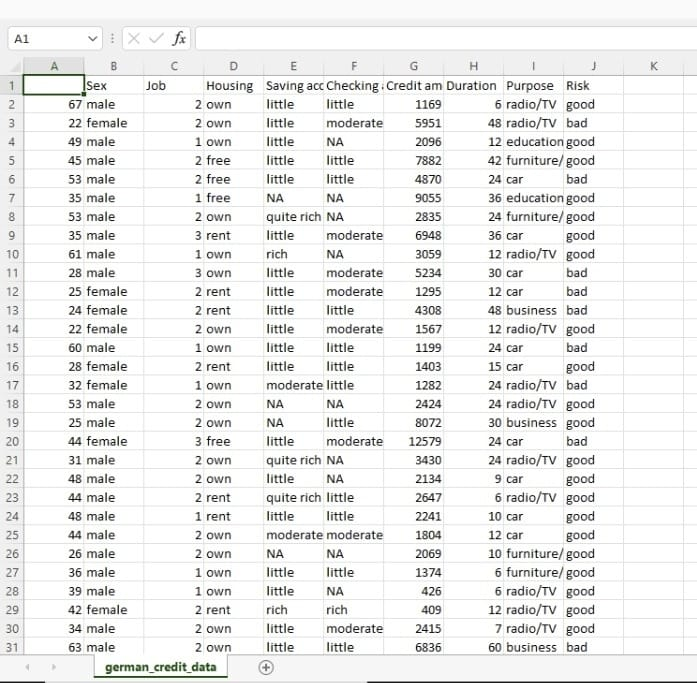 A1 fx
A B C D E F G H I J K
1 Sex Job Housing Saving acc Checking a Credit am Duration Purpose Risk
2 67 male 2 own little little 1169 6 radio/TV good
3 22 female 2 own little moderate 5951 48 radio/TV bad
4 49 male 1 own little NA 2096 12 education good
5 45 male 2 free little little 7882 42 furniture/ good
6 53 male 2 free little little 4870 24 car bad
7 35 male 1 free NA NA 9055 36 education good
8 53 male 2 own quite rich NA 2835 24 furniture/ good
9 35 male 3 rent little moderate 6948 36 car good
10 61 male 1 own rich NA 3059 12 radio/TV good
11 28 male 3 own little moderate 5234 30 car bad
12 25 female 2 rent little moderate 1295 12 car bad
13 24 female 2 rent little little 4308 48 business bad
14 22 female 2 own little moderate 1567 12 radio/TV good
15 60 male 1 own little little 1199 24 car bad
16 28 female 2 rent little little 1403 15 car good
17 32 female 1 own moderate little 1282 24 radio/TV bad
18 53 male 2 own NA NA 2424 24 radio/TV good
19 25 male 2 own NA little 8072 30 business good
20 44 female 3 free little moderate 12579 24 car bad
21 31 male 2 own quite rich NA 3430 24 radio/TV good
22 48 male 2 own little NA 2134 9 car good
23 44 male 2 rent quite rich little 2647 6 radio/TV good
24 48 male 1 rent little little 2241 10 car good
25 44 male 2 own moderate moderate 1804 12 car good
26 26 male 2 own NA NA 2069 10 furniture/ good
27 36 male 1 own little little 1374 6 furniture/ good
28 39 male 1 own little NA 426 6 radio/TV good
29 42 female 2 rent rich rich 409 12 radio/TV good
30 34 male 2 own little moderate 2415 7 radio/TV good
31 63 male 2 own little little 6836 60 business bad
german_credit_data